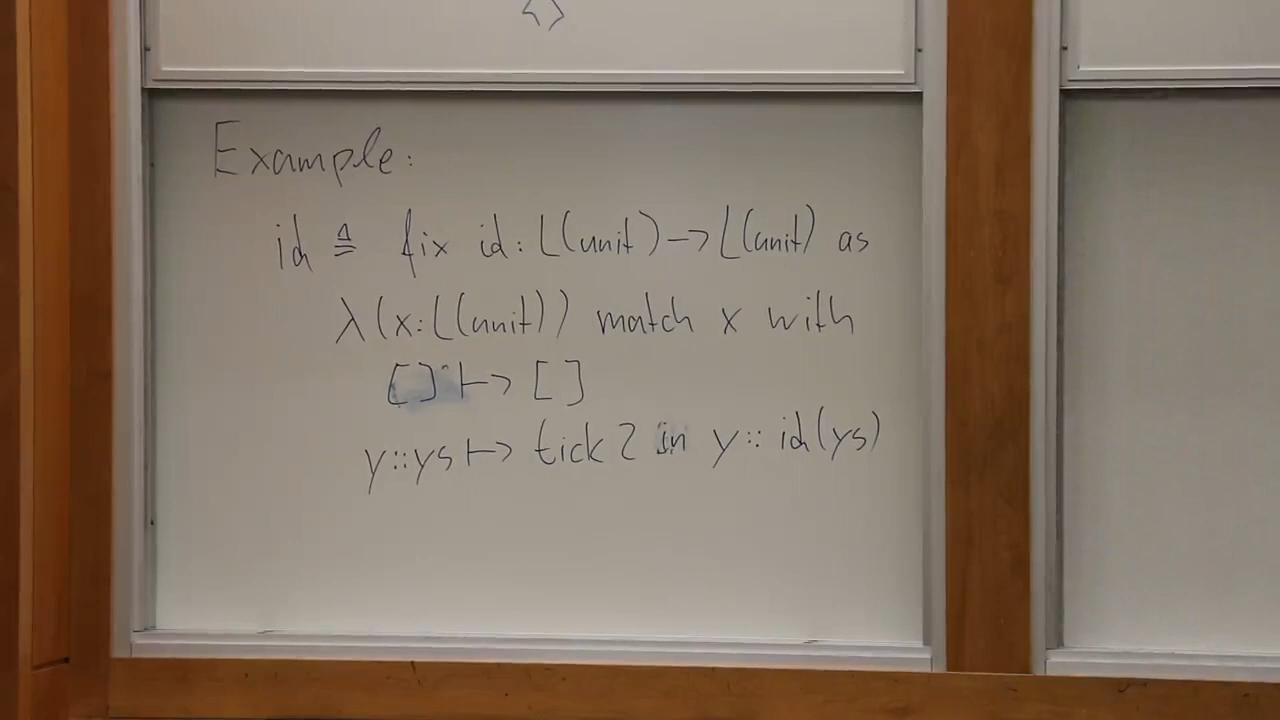 <>
Example:
id ≜ fix id : L(unit) → L(unit) as
λ(x : L(unit)) match x with
[] ↦ []
y::ys ↦ tick 2 in y :: id(ys)